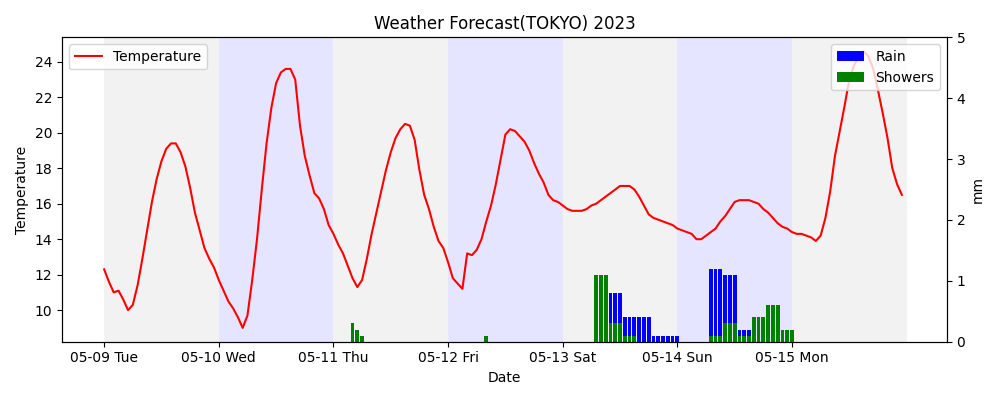 Weather Forecast(TOKYO) 2023
Temperature
Rain
Showers
24
22
20
18
16
14
12
10
Temperature
5
4
3
2
1
0
mm
05-09 Tue
05-10 Wed
05-11 Thu
05-12 Fri
05-13 Sat
05-14 Sun
05-15 Mon
Date